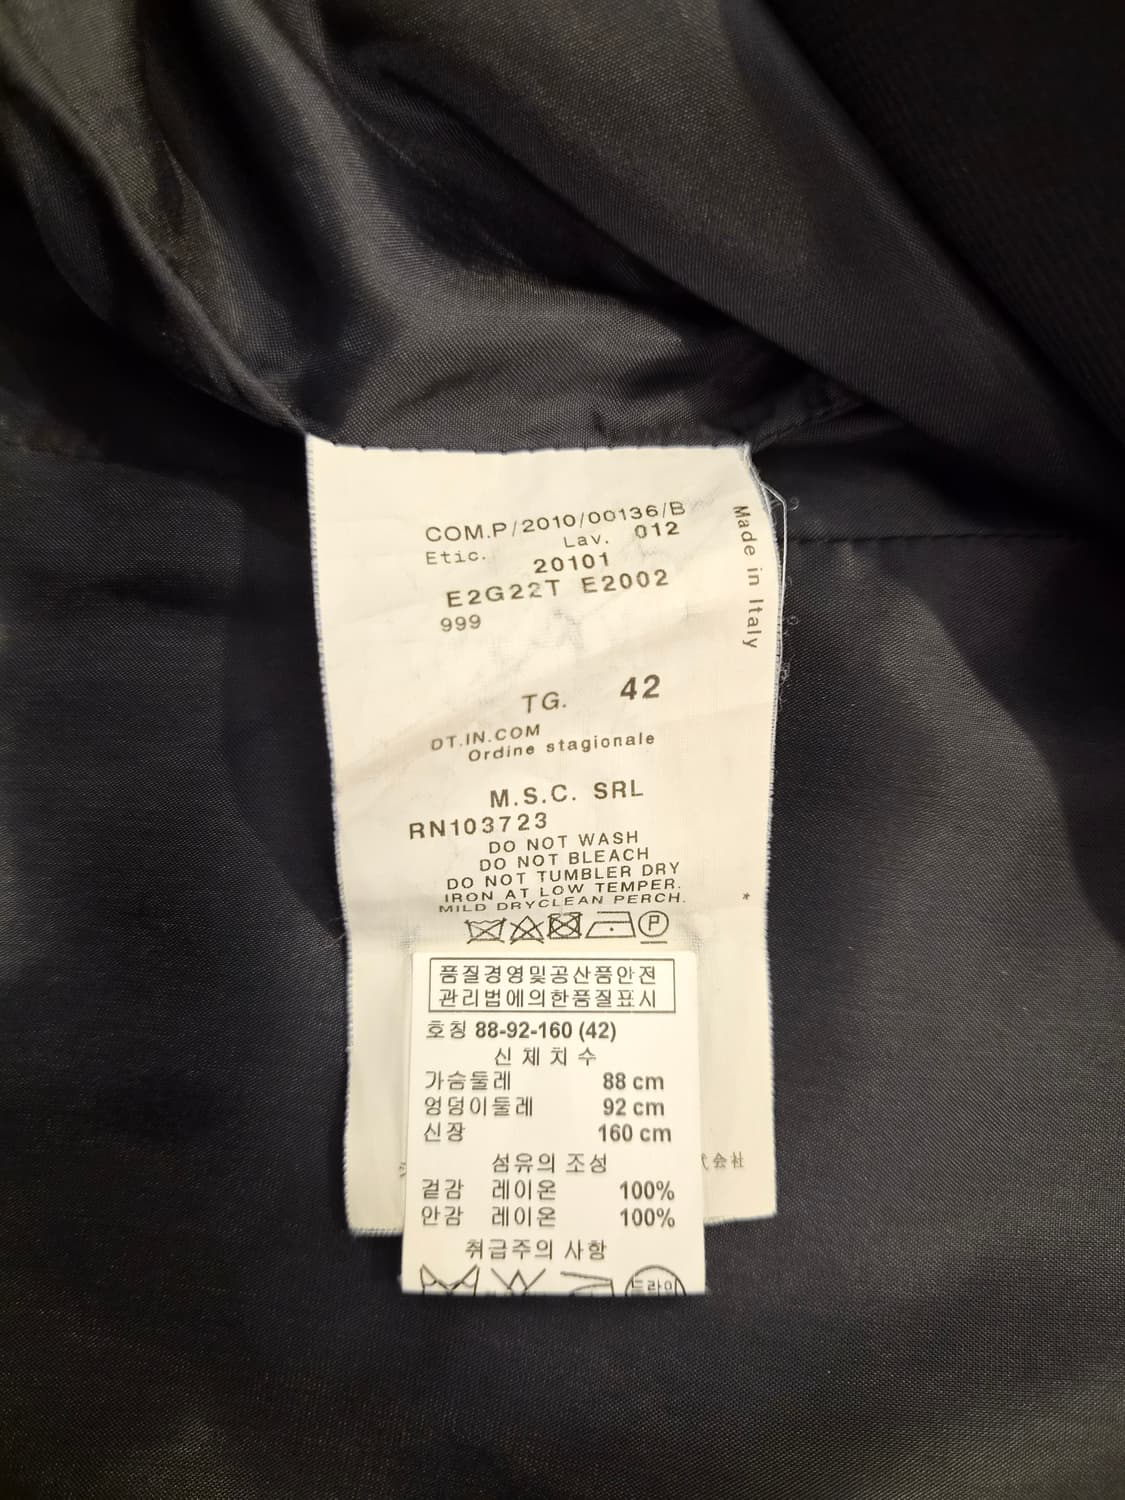 COM.P/2010/00136/B
Etic. Lav. 012
20101
E2G22T E2002
999
Made in Italy
TG. 42
DT.IN.COM
Ordine stagionale
M.S.C. SRL
RN103723
DO NOT WASH
DO NOT BLEACH
DO NOT TUMBLER DRY
IRON AT LOW TEMPER.
MILD DRYCLEAN PERCH.
*
P
품질경영및공산품안전
관리법에의한품질표시
호칭 88-92-160 (42)
신체치수
가슴둘레 88 cm
엉덩이둘레 92 cm
신장 160 cm
섬유의 조성
会社
겉감 레이온 100%
안감 레이온 100%
취급주의 사항
드라이